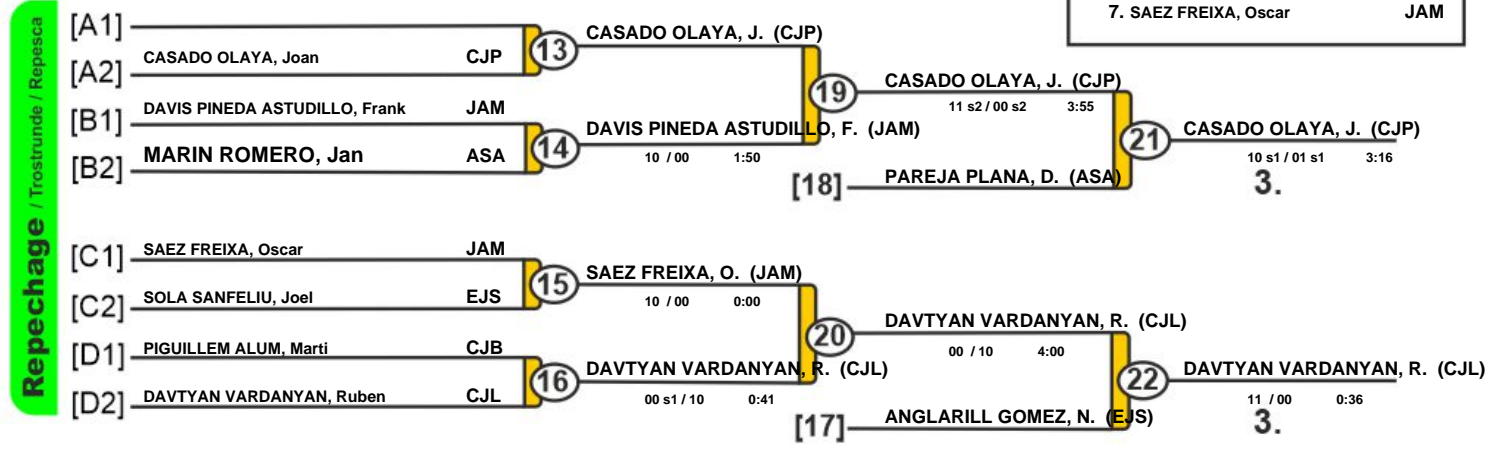 7. SAEZ FREIXA, Oscar JAM
Repechage / Trostrunde / Repesca
[A1]
CASADO OLAYA, Joan CJP
[A2]
13
CASADO OLAYA, J. (CJP)
DAVIS PINEDA ASTUDILLO, Frank JAM
[B1]
MARIN ROMERO, Jan ASA
[B2]
14
DAVIS PINEDA ASTUDILLO, F. (JAM)
10 / 00 1:50
19
CASADO OLAYA, J. (CJP)
11 s2 / 00 s2 3:55
[18] PAREJA PLANA, D. (ASA)
21
CASADO OLAYA, J. (CJP)
10 s1 / 01 s1 3:16
3.
[C1] SAEZ FREIXA, Oscar JAM
[C2] SOLA SANFELIU, Joel EJS
15
SAEZ FREIXA, O. (JAM)
10 / 00 0:00
[D1] PIGUILLEM ALUM, Marti CJB
[D2] DAVTYAN VARDANYAN, Ruben CJL
16
DAVTYAN VARDANYAN, R. (CJL)
00 s1 / 10 0:41
20
DAVTYAN VARDANYAN, R. (CJL)
00 / 10 4:00
[17] ANGLARILL GOMEZ, N. (EJS)
22
DAVTYAN VARDANYAN, R. (CJL)
11 / 00 0:36
3.